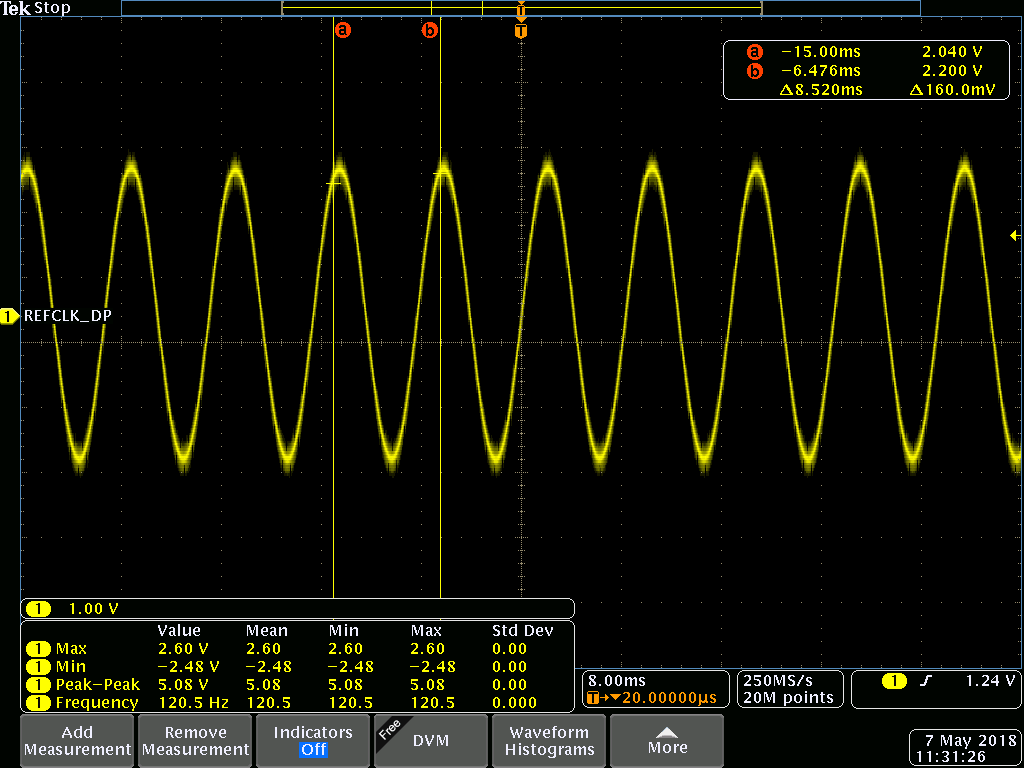 Tek Stop
T
a b T
a −15.00ms 2.040 V
b −6.476ms 2.200 V
Δ8.520ms Δ160.0mV
1 REFCLK_DP
1 1.00 V
Value Mean Min Max Std Dev
1 Max 2.60 V 2.60 2.60 2.60 0.00
1 Min −2.48 V −2.48 −2.48 −2.48 0.00
1 Peak−Peak 5.08 V 5.08 5.08 5.08 0.00
1 Frequency 120.5 Hz 120.5 120.5 120.5 0.000
8.00ms
T→▼20.00000µs
250MS/s
20M points
1 1.24 V
Add
Measurement
Remove
Measurement
Indicators
Off
Free
DVM
Waveform
Histograms
More
7 May 2018
11:31:26